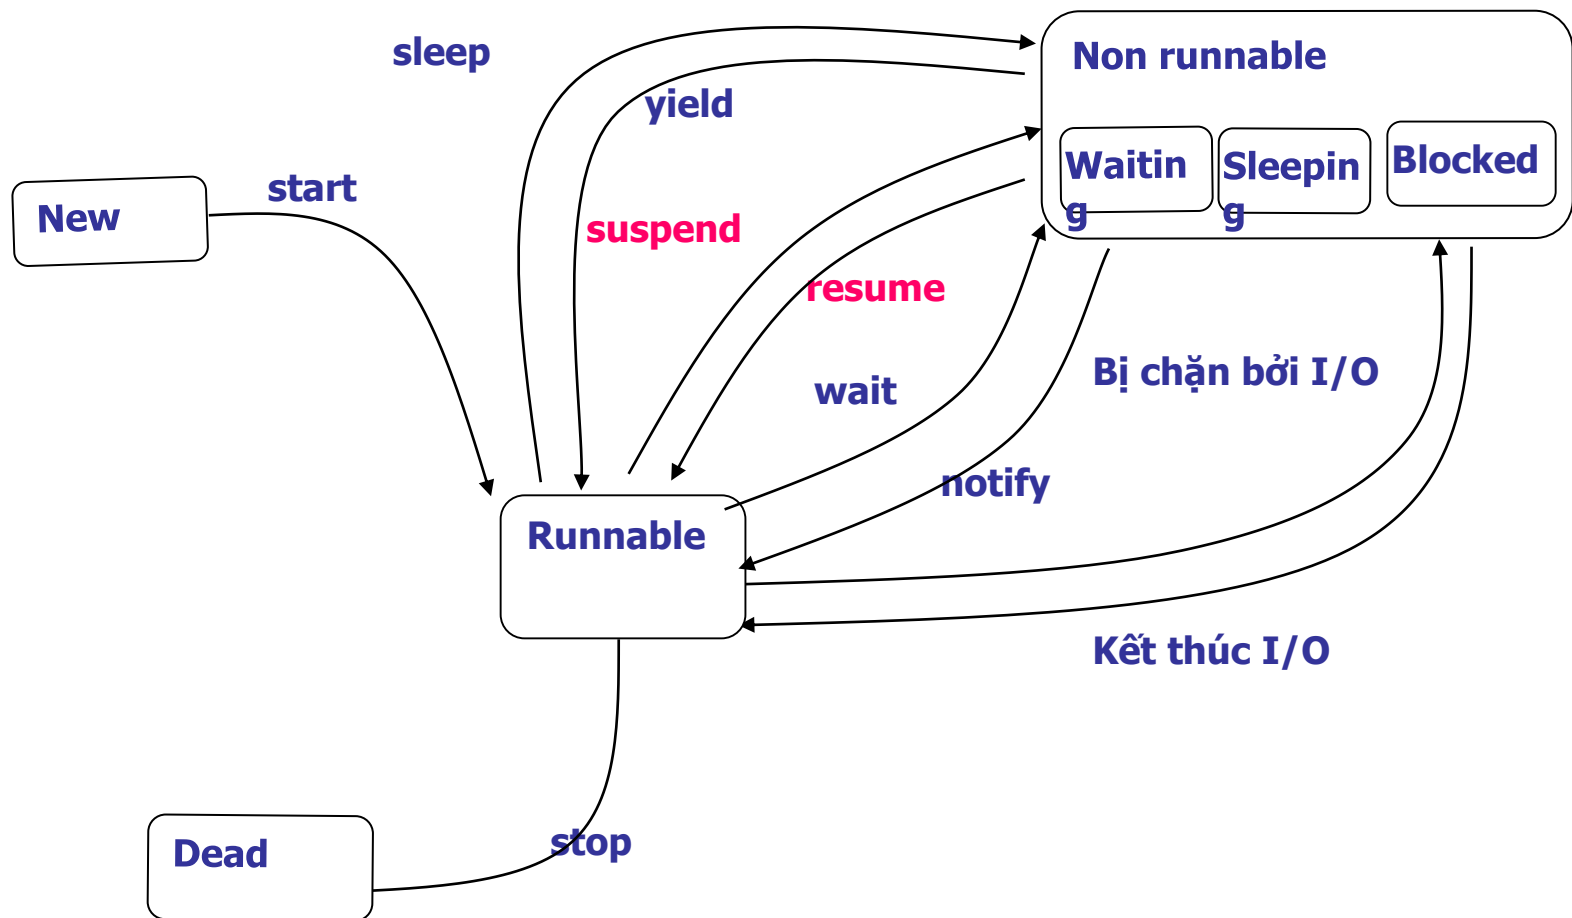 sleep
Non runnable
yield
Waitin
g
Sleepin
g
Blocked
start
New
suspend
resume
Bị chặn bởi I/O
wait
notify
Runnable
Kết thúc I/O
stop
Dead